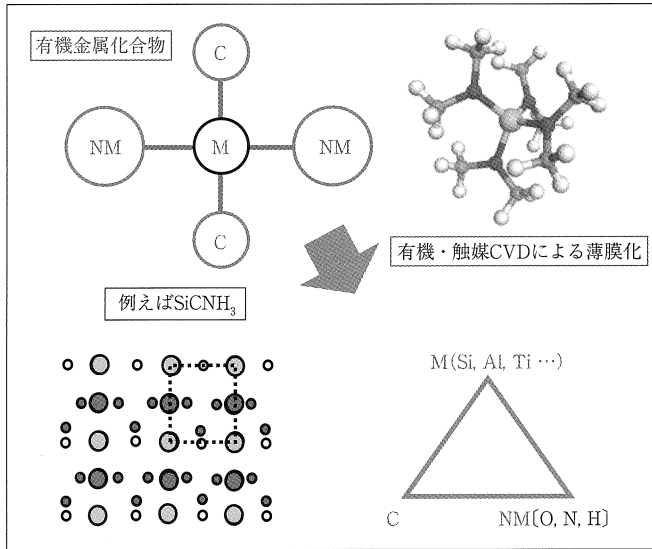 有機金属化合物
C
NM
M
NM
C
有機・触媒CVDによる薄膜化
例えばSiCNH₃
M(Si, Al, Ti …)
C
NM[O, N, H]